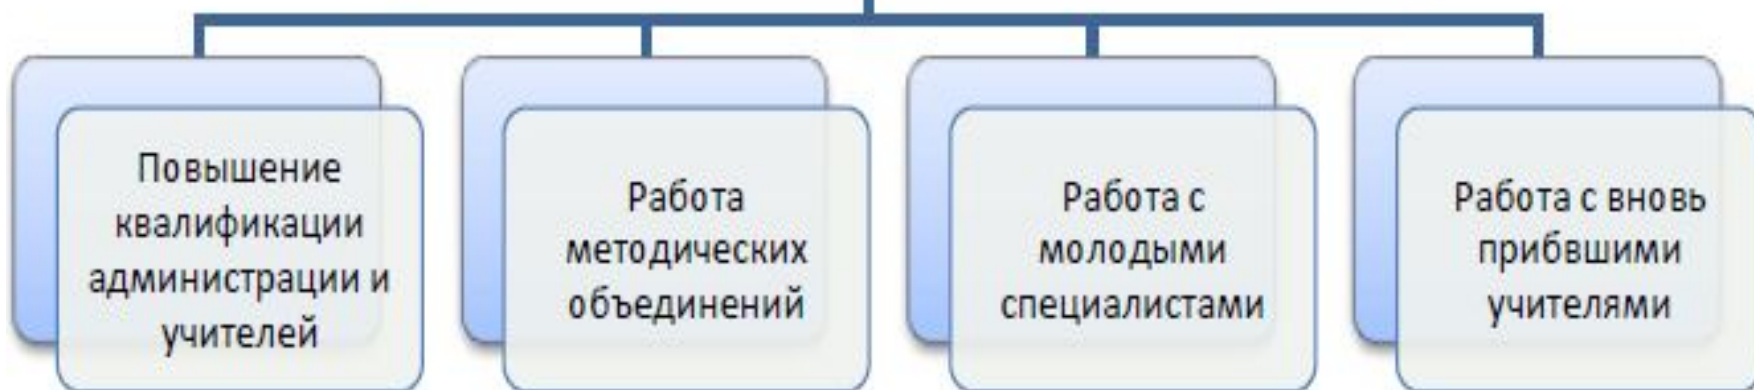 Повышение
квалификации
администрации и
учителей
Работа
методических
объединений
Работа с
молодыми
специалистами
Работа с вновь
прибвшими
учителями